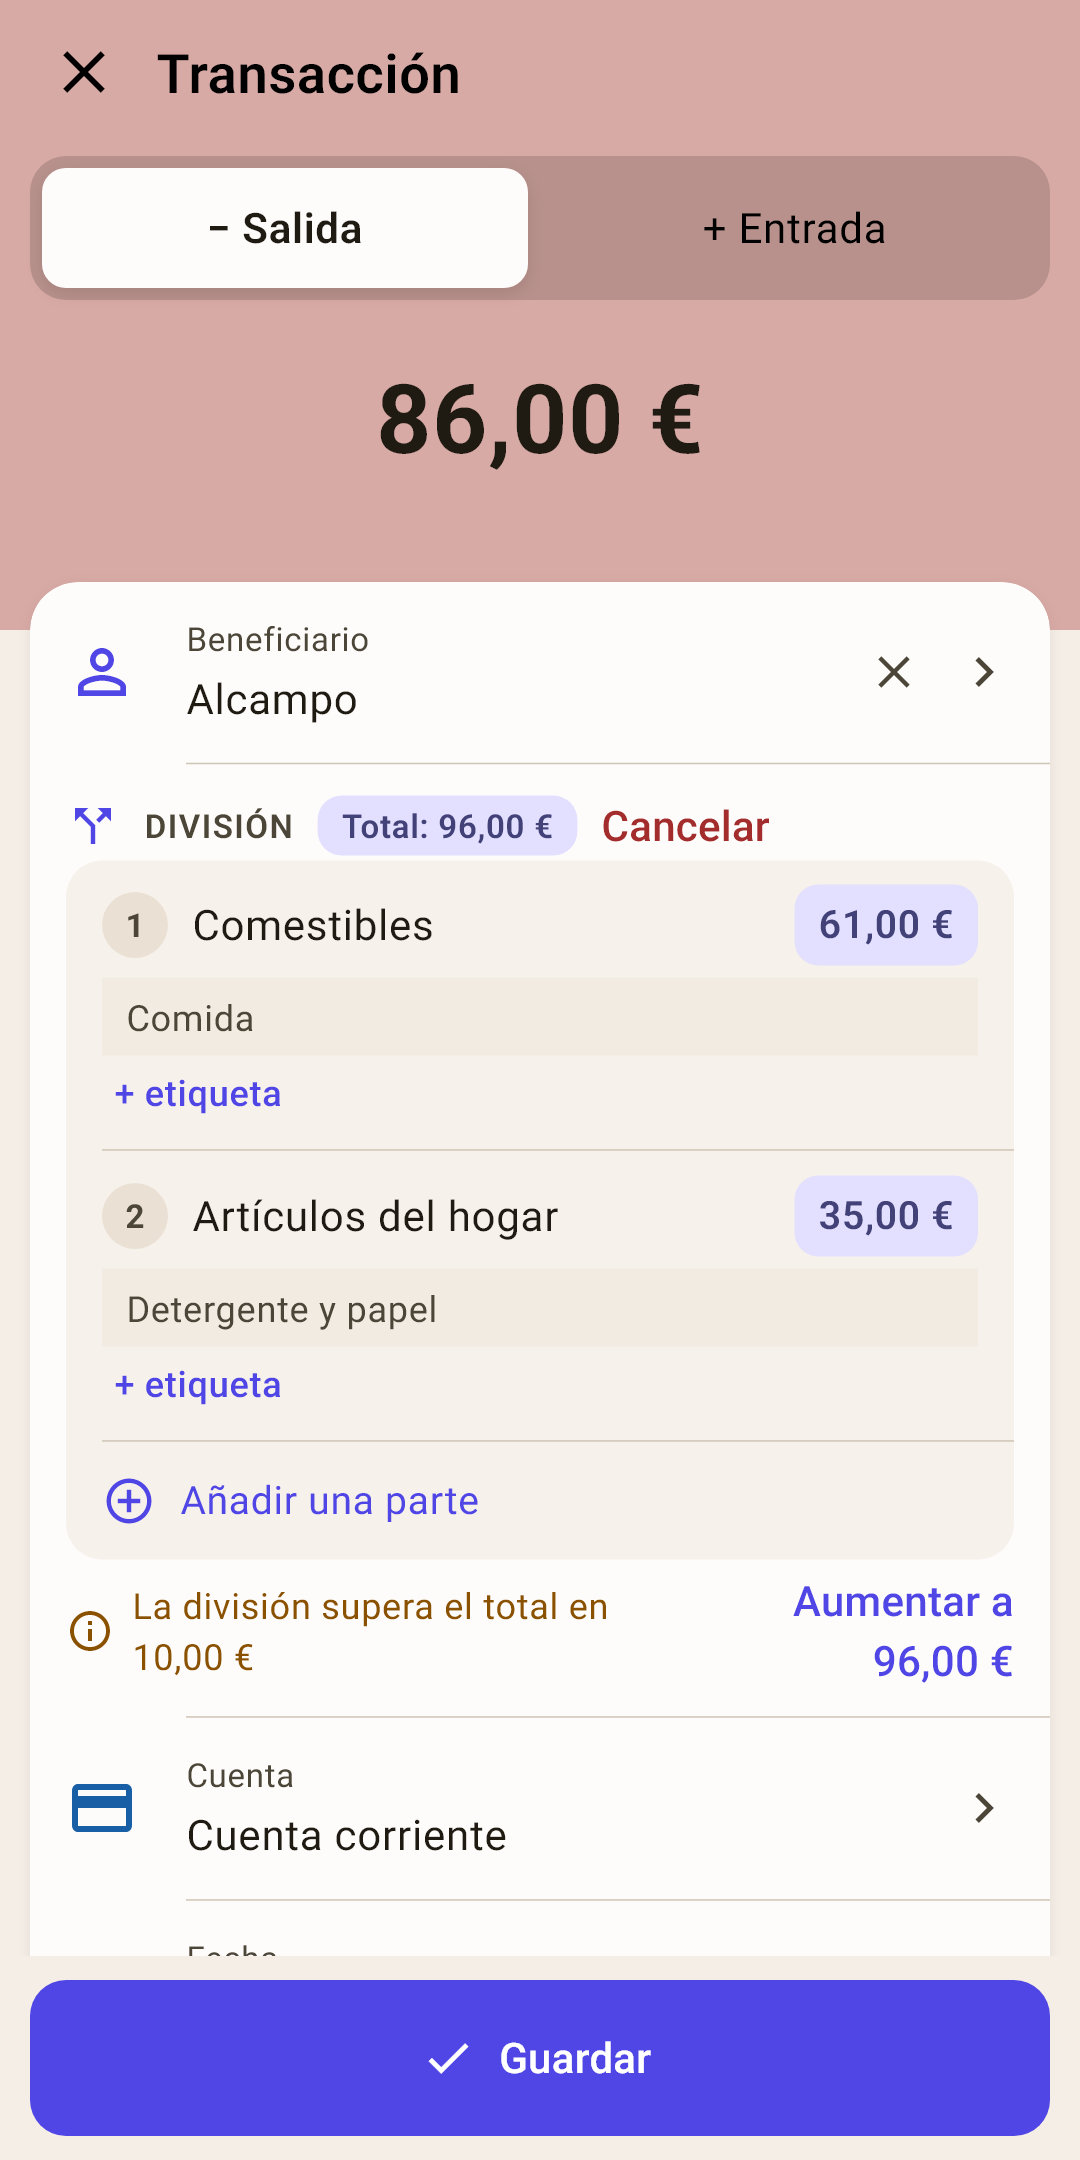 Transacción
− Salida
+ Entrada
86,00 €
Beneficiario
Alcampo
DIVISIÓN Total: 96,00 € Cancelar
1 Comestibles 61,00 €
Comida
+ etiqueta
2 Artículos del hogar 35,00 €
Detergente y papel
+ etiqueta
Añadir una parte
La división supera el total en
10,00 €
Aumentar a
96,00 €
Cuenta
Cuenta corriente
Fecha
Guardar